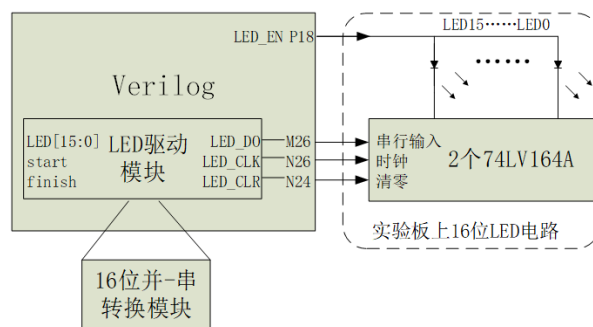 LED_EN P18
LED15……LED0
Verilog
LED[15:0]
start
finish
LED驱动
模块
LED_DO
LED_CLK
LED_CLR
M26
N26
N24
串行输入
时钟
清零
2个74LV164A
实验板上16位LED电路
16位并-串
转换模块